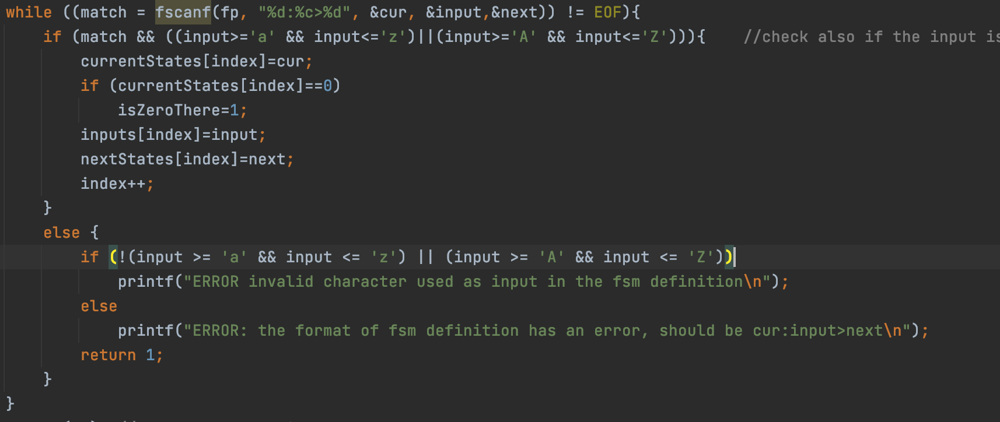 while ((match = fscanf(fp, "%d:%c>%d", &cur, &input,&next)) != EOF){
if (match && ((input>='a' && input<='z')||(input>='A' && input<='Z'))){ //check also if the input is
currentStates[index]=cur;
if (currentStates[index]==0)
isZeroThere=1;
inputs[index]=input;
nextStates[index]=next;
index++;
}
else {
if (!(input >= 'a' && input <= 'z') || (input >= 'A' && input <= 'Z'))
printf("ERROR invalid character used as input in the fsm definition\n");
else
printf("ERROR: the format of fsm definition has an error, should be cur:input>next\n");
return 1;
}
}